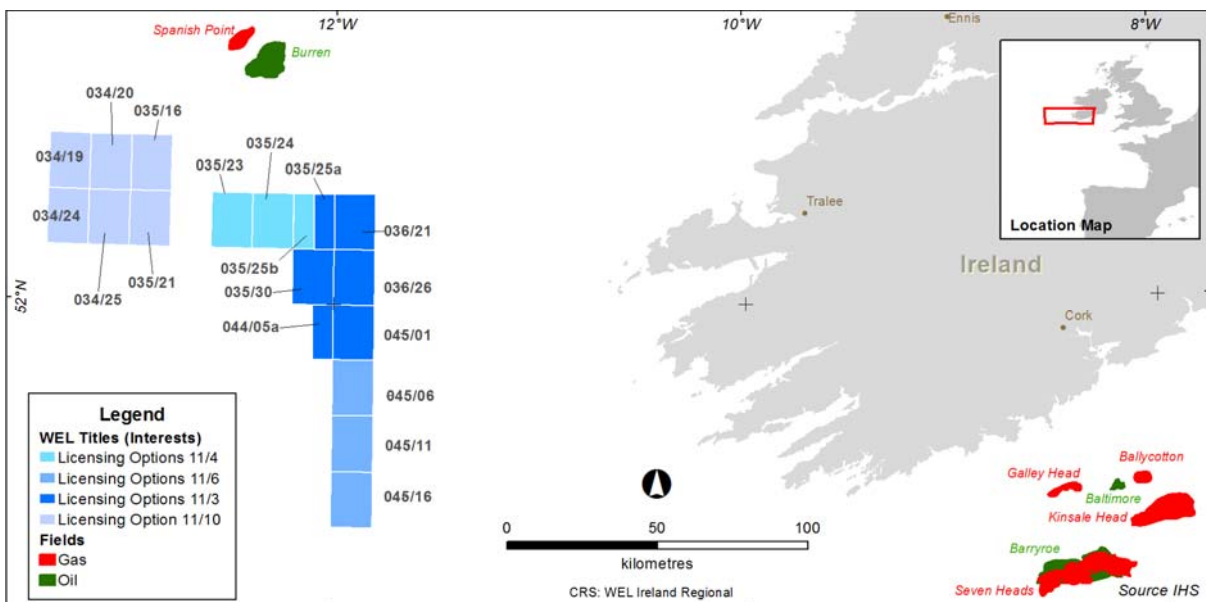 12°W
10°W
8°W
Ennis
Spanish Point
Burren
034/20
035/16
034/19
035/24
035/23
035/25a
034/24
Tralee
Location Map
036/21
035/25b
035/21
034/25
Ireland
035/30
036/26
52°N
044/05a
Cork
045/01
045/06
Legend
WEL Titles (Interests)
Licensing Options 11/4
Licensing Options 11/6
Licensing Options 11/3
Licensing Option 11/10
Fields
Gas
Oil
045/11
045/16
Ballycotton
Galley Head
Baltimore
Kinsale Head
0
50
100
kilometres
Barryroe
Seven Heads
CRS: WEL Ireland Regional
Source IHS